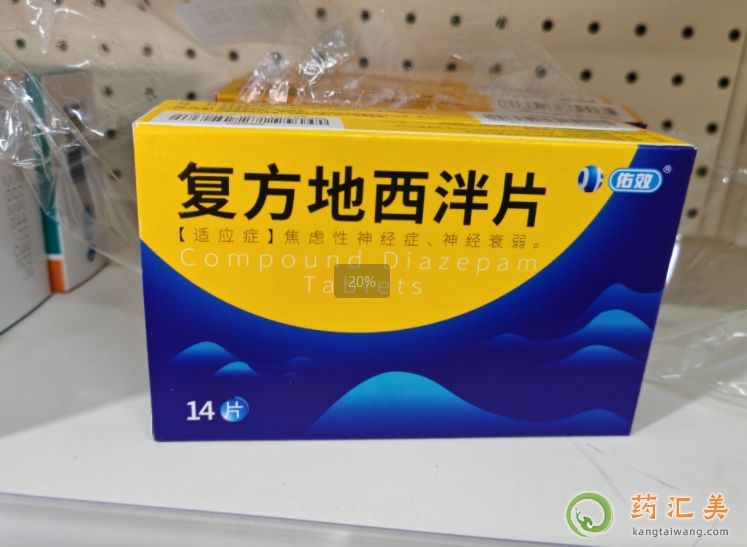 复方地西泮片
佑效®
【适应症】焦虑性神经症、神经衰弱。
Compound Diazepam
Tablets
20%
14片
药汇美
kangtaiwang.com